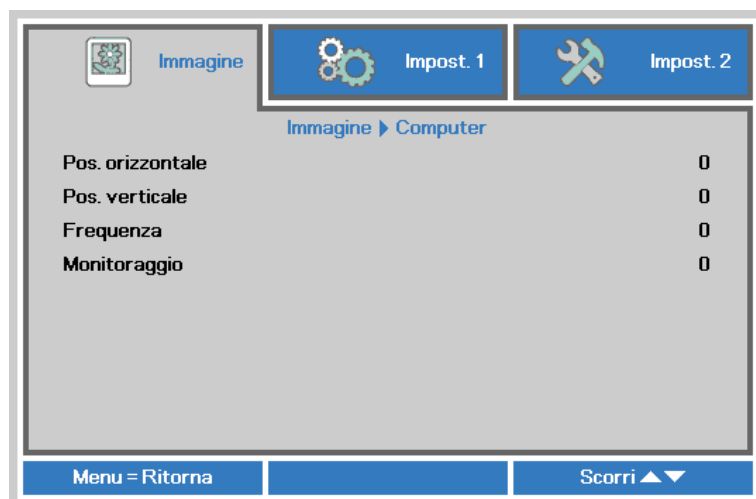 Immagine Impost. 1 Impost. 2
Immagine ▶ Computer
Pos. orizzontale 0
Pos. verticale 0
Frequenza 0
Monitoraggio 0
Menu = Ritorna Scorri ▲▼